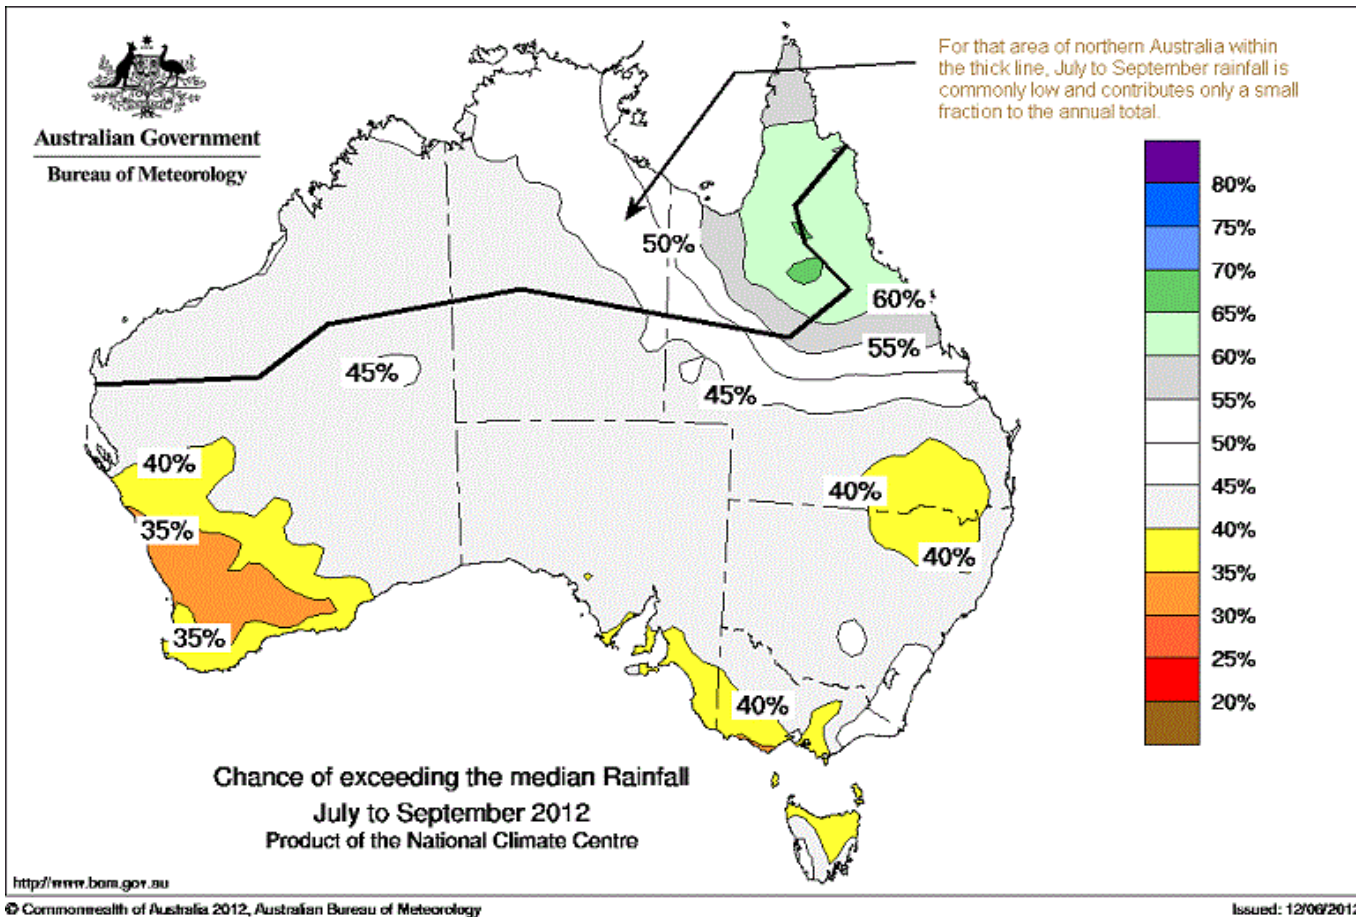 For that area of northern Australia within
the thick line, July to September rainfall is
commonly low and contributes only a small
fraction to the annual total.
Australian Government
Bureau of Meteorology
80%
75%
70%
65%
60%
55%
50%
45%
40%
35%
30%
25%
20%
50%
60%
55%
45%
45%
40%
40%
35%
40%
35%
40%
Chance of exceeding the median Rainfall
July to September 2012
Product of the National Climate Centre
http://www.bom.gov.au
© Commonwealth of Australia 2012, Australian Bureau of Meteorology
Issued: 12/06/2012